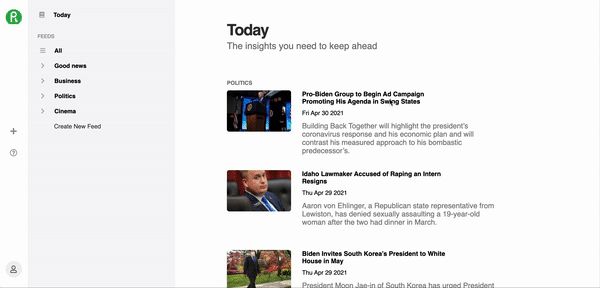 R
Today
FEEDS
All
Good news
Business
Politics
Cinema
Create New Feed
Today
The insights you need to keep ahead
POLITICS
Pro-Biden Group to Begin Ad Campaign
Promoting His Agenda in Swing States
Fri Apr 30 2021
Building Back Together will highlight the president's
coronavirus response and his economic plan and will
contrast his measured approach to his bombastic
predecessor's.
Idaho Lawmaker Accused of Raping an Intern
Resigns
Thu Apr 29 2021
Aaron von Ehlinger, a Republican state representative from
Lewiston, has denied sexually assaulting a 19-year-old
woman after the two had dinner in March.
Biden Invites South Korea's President to White
House in May
Thu Apr 29 2021
President Moon Jae-in of South Korea has urged President